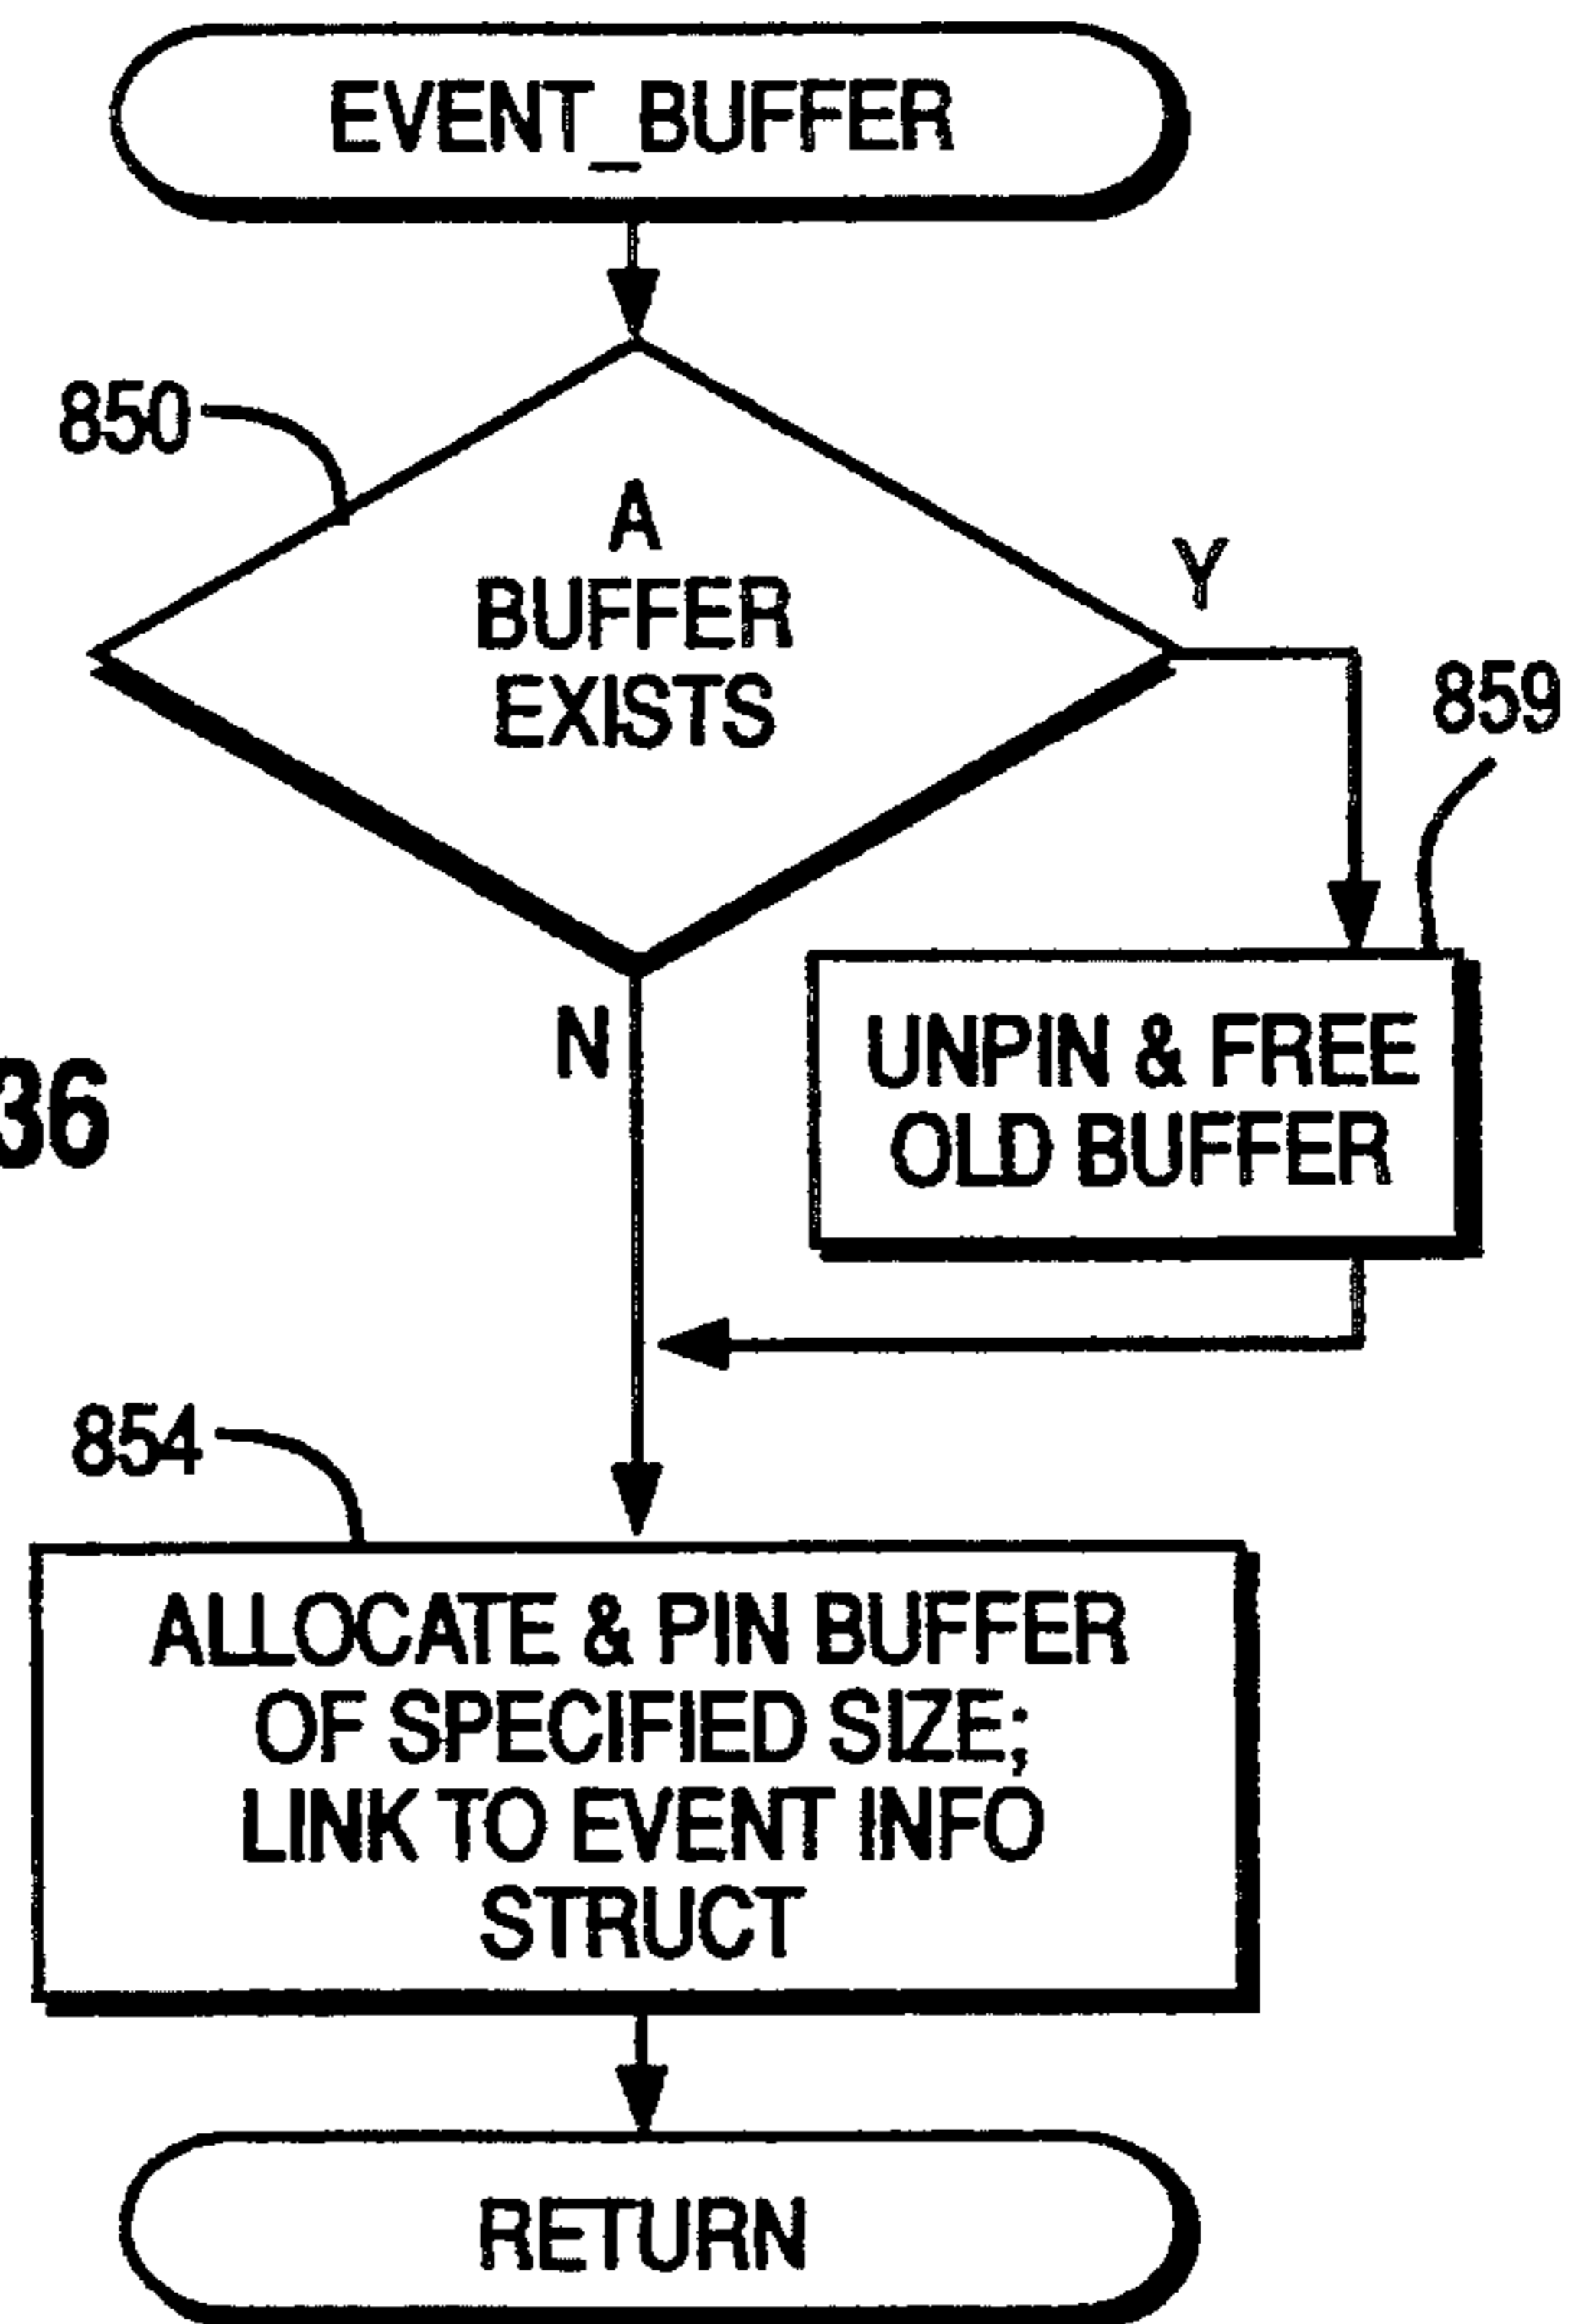 EVENT_BUFFER
850
A
BUFFER
EXISTS
Y
859
N
UNPIN & FREE
OLD BUFFER
36
854
ALLOCATE & PIN BUFFER
OF SPECIFIED SIZE;
LINK TO EVENT INFO
STRUCT
RETURN